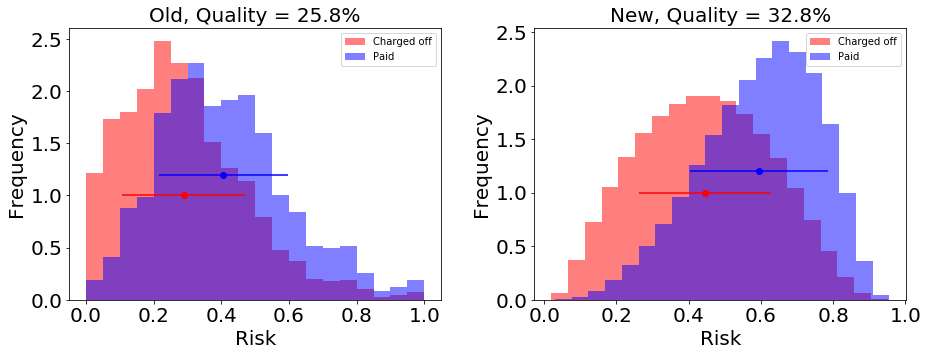 Old, Quality = 25.8%
Charged off
Paid
Frequency
2.5
2.0
1.5
1.0
0.5
0.0
0.0 0.2 0.4 0.6 0.8 1.0
Risk
New, Quality = 32.8%
Charged off
Paid
Frequency
2.5
2.0
1.5
1.0
0.5
0.0
0.0 0.2 0.4 0.6 0.8 1.0
Risk